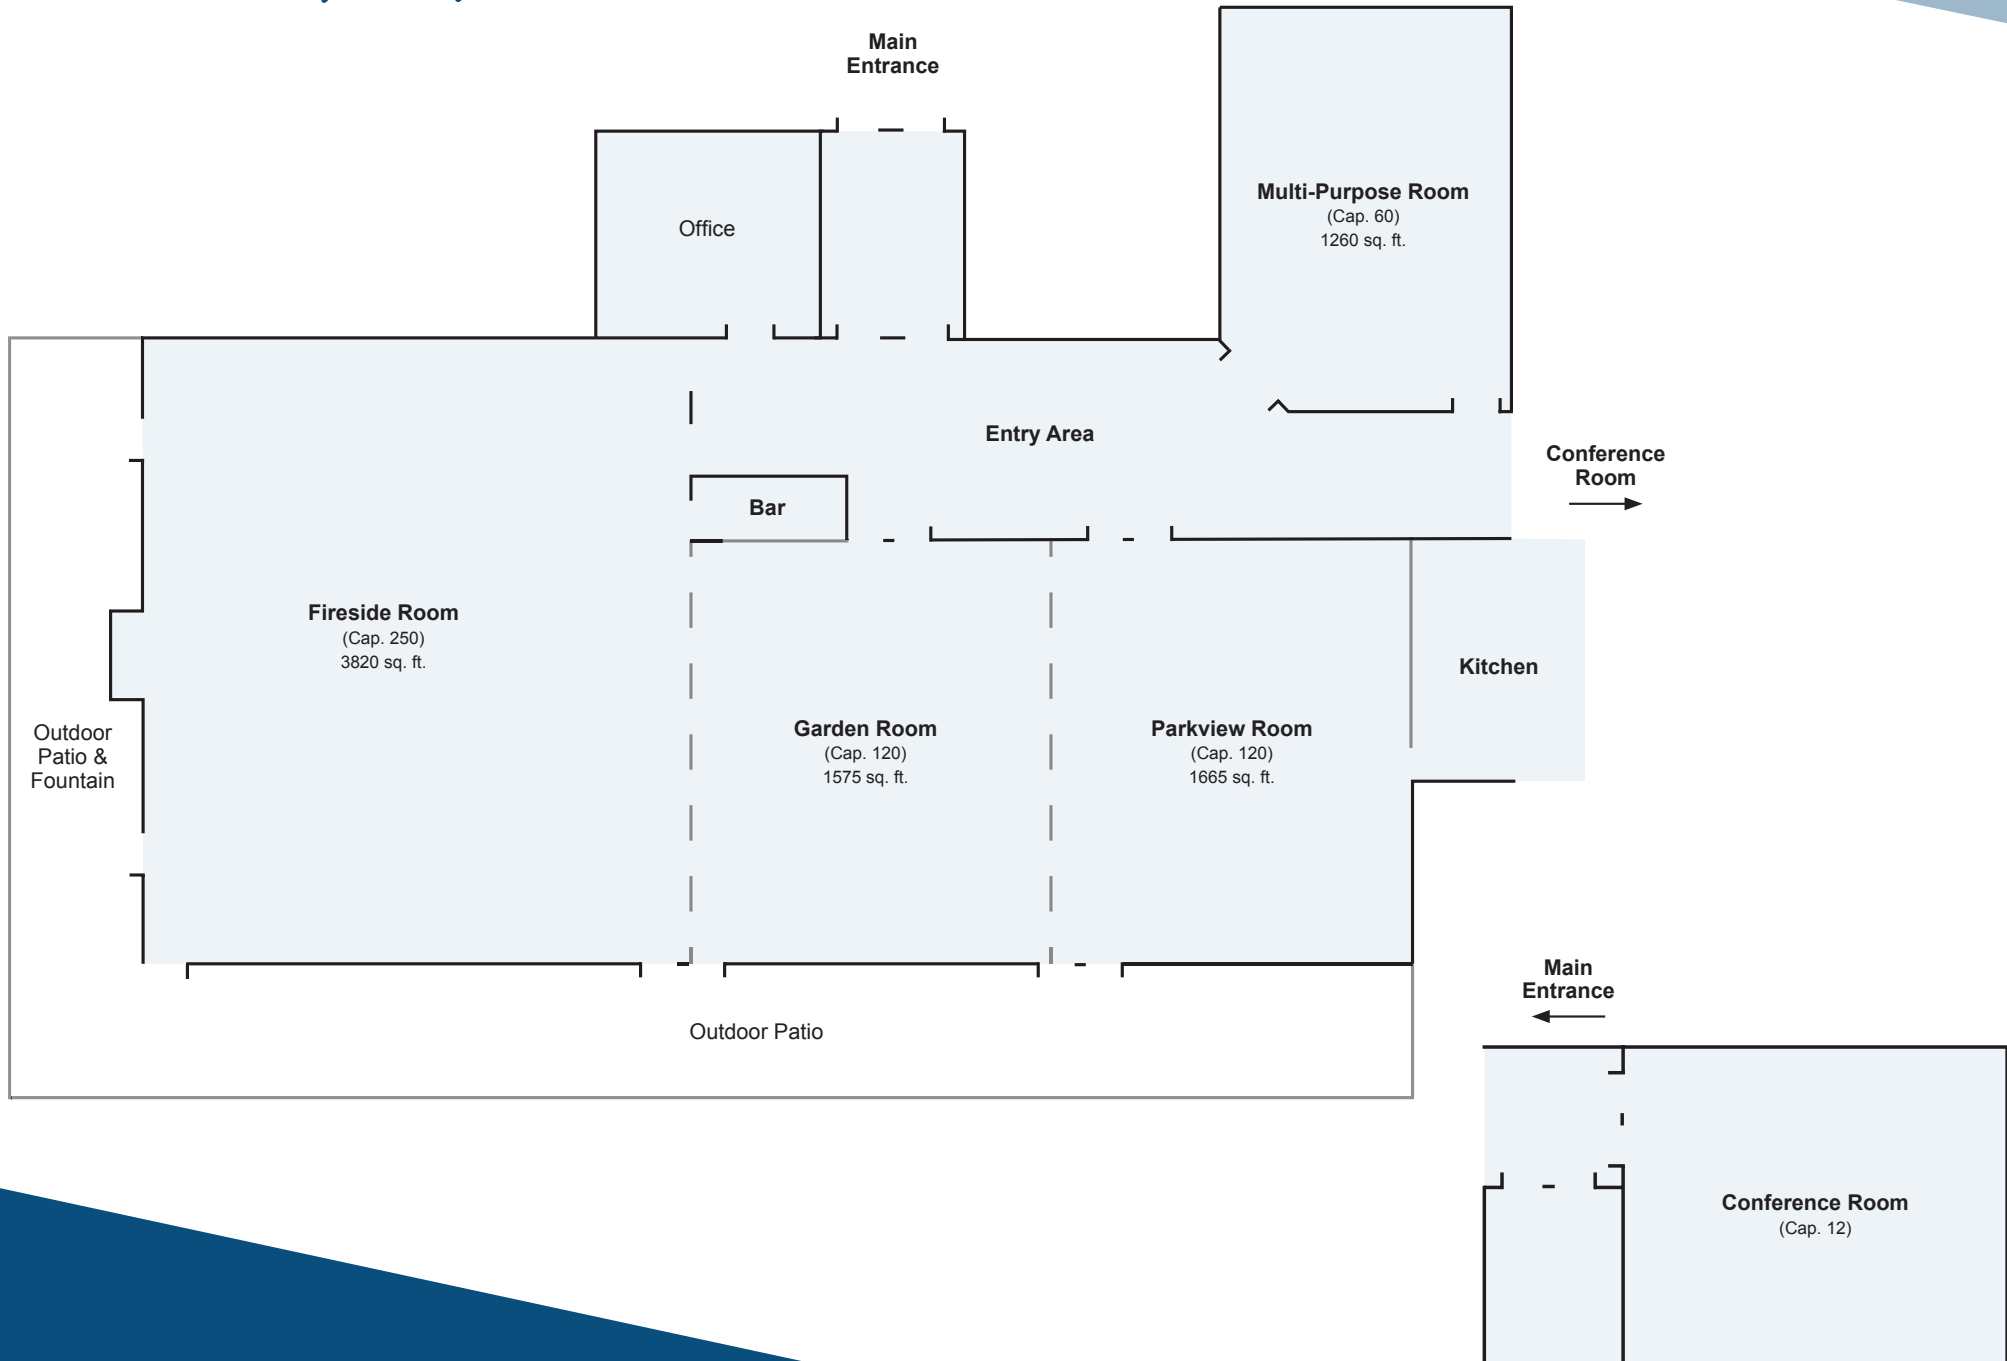 Main
Entrance
Multi-Purpose Room
(Cap. 60)
1260 sq. ft.
Office
Entry Area
Conference
Room
Bar
Fireside Room
(Cap. 250)
3820 sq. ft.
Kitchen
Garden Room
(Cap. 120)
1575 sq. ft.
Parkview Room
(Cap. 120)
1665 sq. ft.
Outdoor
Patio &
Fountain
Outdoor Patio
Main
Entrance
Conference Room
(Cap. 12)